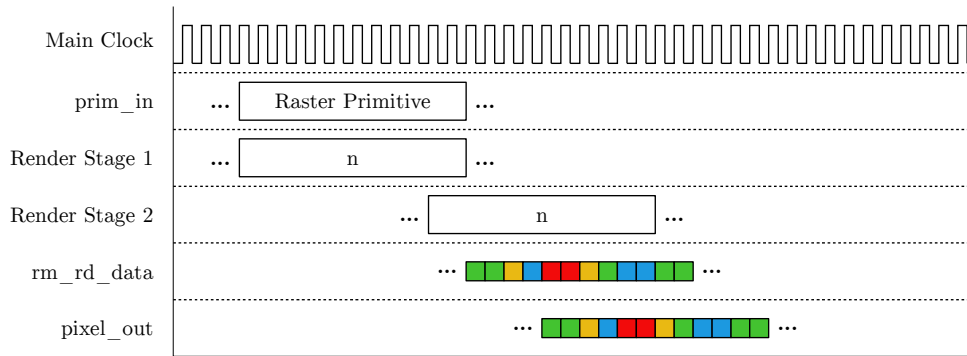 Main Clock
prim_in
... Raster Primitive ...
Render Stage 1
... n ...
Render Stage 2
... n ...
rm_rd_data
... ...
pixel_out
... ...